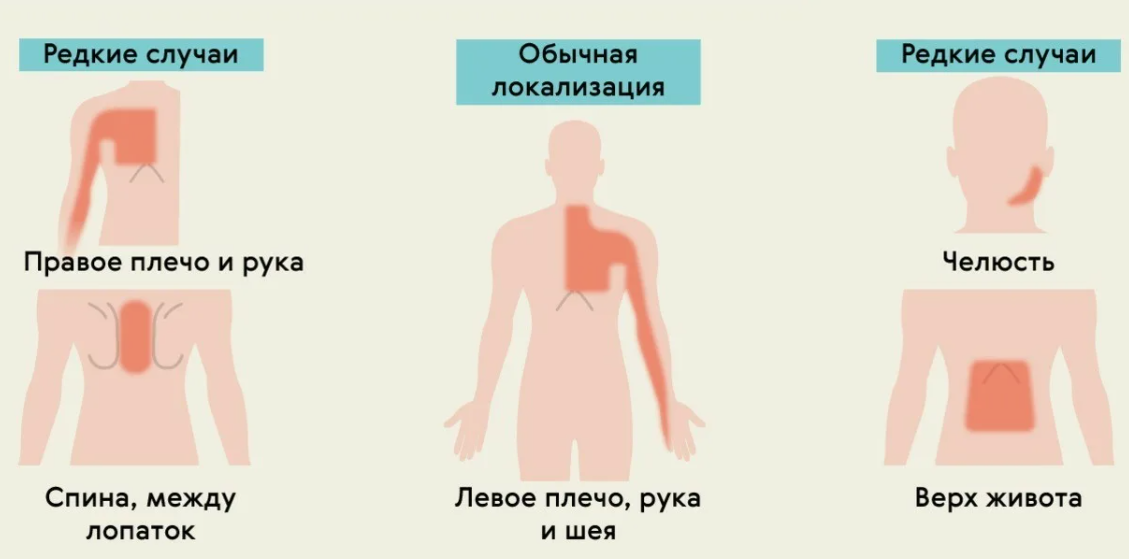 Редкие случаи
Правое плечо и рука
Спина, между
лопаток
Обычная
локализация
Левое плечо, рука
и шея
Редкие случаи
Челюсть
Верх живота